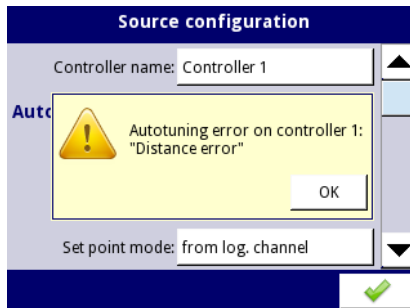 Source configuration
Controller name: Controller 1
Auto
Autotuning error on controller 1:
"Distance error"
OK
Set point mode: from log. channel